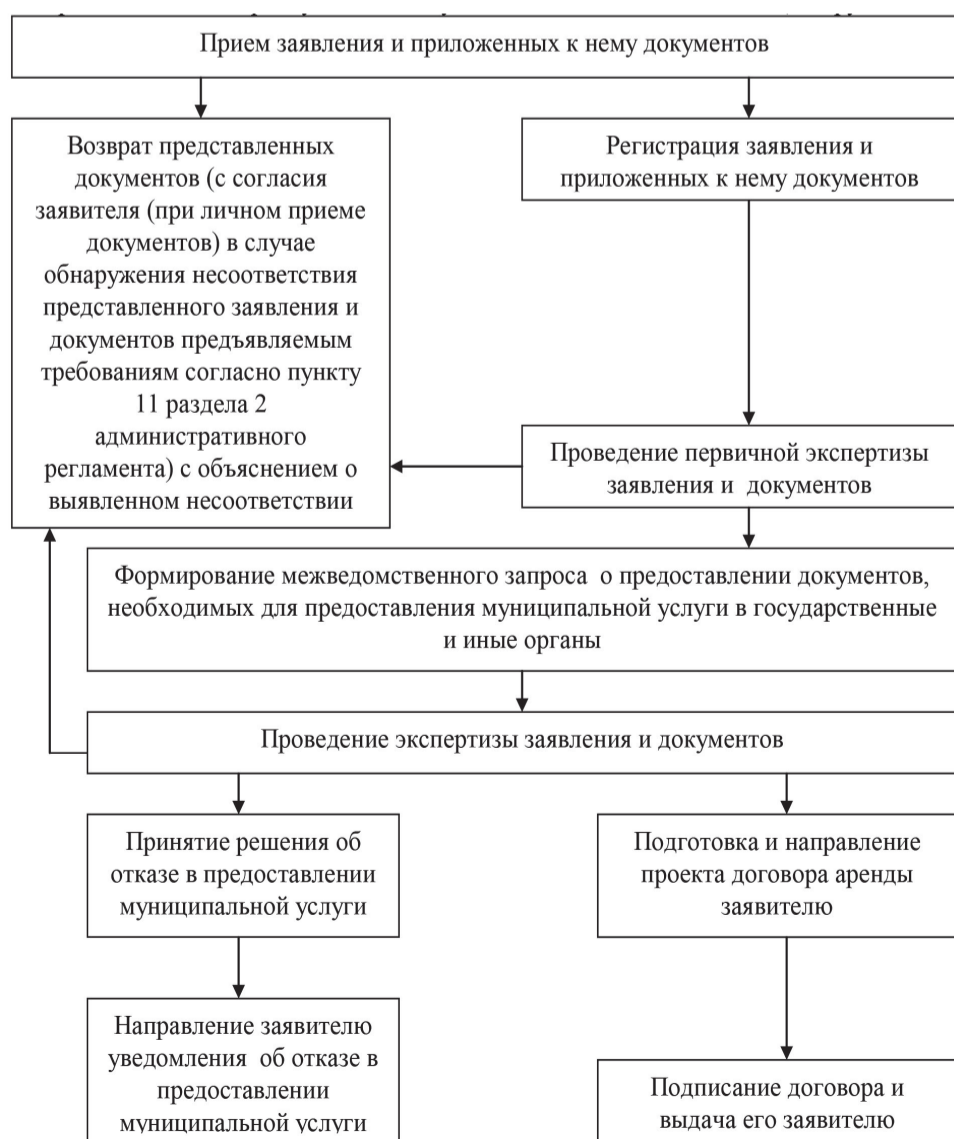 Прием заявления и приложенных к нему документов
Возврат представленных
документов (с согласия
заявителя (при личном приеме
документов) в случае
обнаружения несоответствия
представленного заявления и
документов предъявляемым
требованиям согласно пункту
11 раздела 2
административного
регламента) с объяснением о
выявленном несоответствии
Регистрация заявления и
приложенных к нему документов
Проведение первичной экспертизы
заявления и документов
Формирование межведомственного запроса о предоставлении документов,
необходимых для предоставления муниципальной услуги в государственные
и иные органы
Проведение экспертизы заявления и документов
Принятие решения об
отказе в предоставлении
муниципальной услуги
Подготовка и направление
проекта договора аренды
заявителю
Направление заявителю
уведомления об отказе в
предоставлении
муниципальной услуги
Подписание договора и
выдача его заявителю